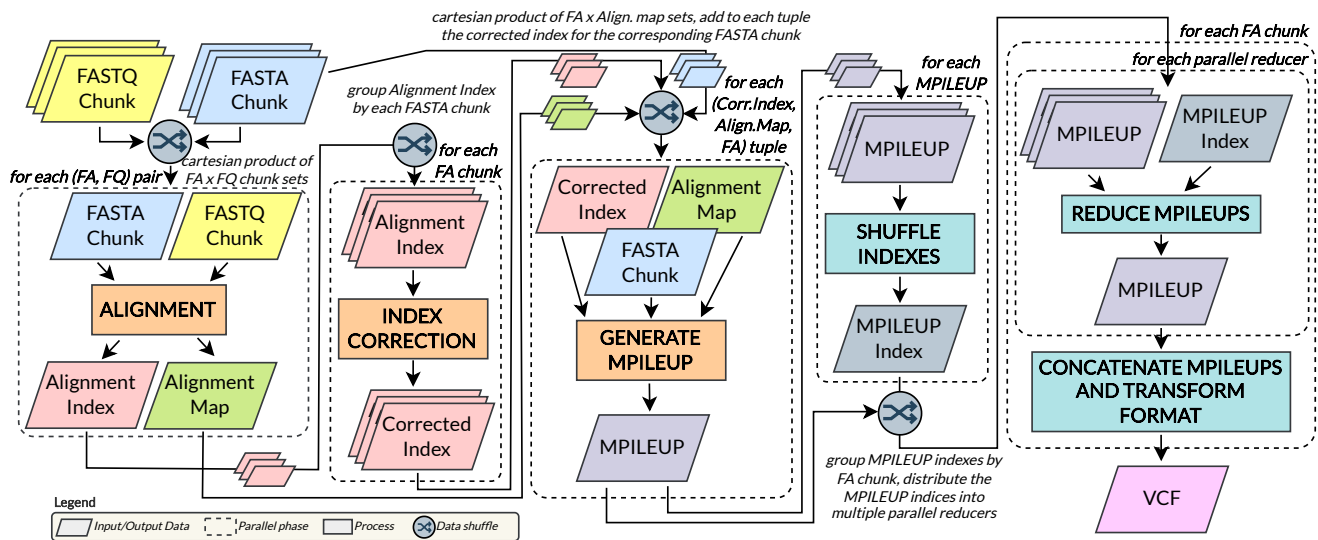 cartesian product of FA x Align. map sets, add to each tuple
the corrected index for the corresponding FASTA chunk
FASTQ
Chunk
FASTA
Chunk
cartesian product of
FA x FQ chunk sets
for each (FA, FQ) pair
FASTA
Chunk
FASTQ
Chunk
ALIGNMENT
Alignment
Index
Alignment
Map
group Alignment Index
by each FASTA chunk
for each
FA chunk
Alignment
Index
INDEX
CORRECTION
Corrected
Index
for each
(Corr.Index,
Align.Map,
FA) tuple
Corrected
Index
Alignment
Map
FASTA
Chunk
GENERATE
MPILEUP
MPILEUP
for each
MPILEUP
MPILEUP
SHUFFLE
INDEXES
MPILEUP
Index
group MPILEUP indexes by
FA chunk, distribute the
MPILEUP indices into
multiple parallel reducers
for each FA chunk
for each parallel reducer
MPILEUP
MPILEUP
Index
REDUCE MPILEUPS
MPILEUP
CONCATENATE MPILEUPS
AND TRANSFORM
FORMAT
VCF
Legend
Input/Output Data
Parallel phase
Process
Data shuffle